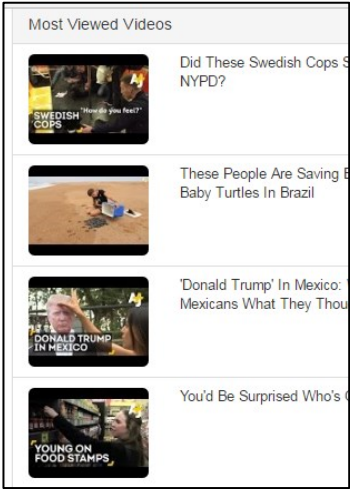 Most Viewed Videos
Did These Swedish Cops S
NYPD?
"How do you feel?"
SWEDISH
COPS
These People Are Saving
Baby Turtles In Brazil
'Donald Trump' In Mexico:
Mexicans What They Thou
DONALD TRUMP
IN MEXICO
You'd Be Surprised Who's
YOUNG ON
FOOD STAMPS